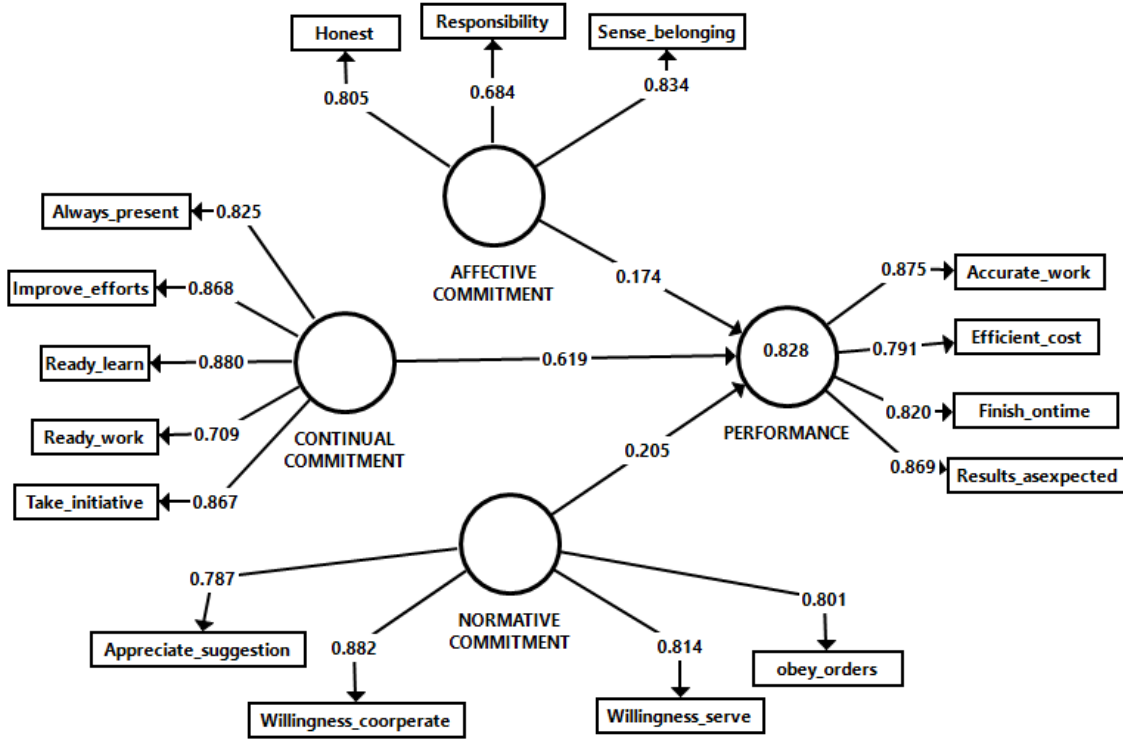 Honest
Responsibility
Sense_belonging
0.805
0.684
0.834
Always_present
0.825
Improve_efforts
0.868
Ready_learn
0.880
Ready_work
0.709
Take_initiative
0.867
AFFECTIVE
COMMITMENT
0.174
CONTINUAL
COMMITMENT
0.619
0.828
PERFORMANCE
0.875
Accurate_work
0.791
Efficient_cost
0.820
Finish_ontime
0.869
Results_asexpected
0.205
NORMATIVE
COMMITMENT
0.787
Appreciate_suggestion
0.882
Willingness_coorperate
0.814
Willingness_serve
0.801
obey_orders